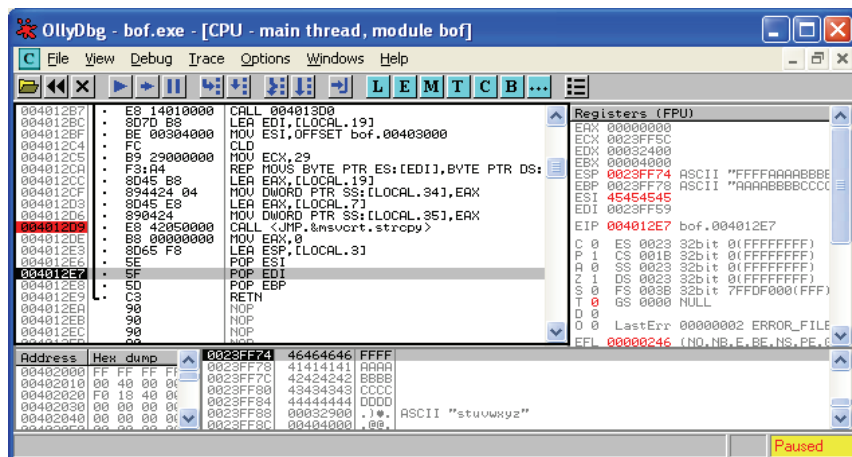 OllyDbg - bof.exe - [CPU - main thread, module bof]
C File View Debug Trace Options Windows Help
L E M T C B ...
004012B7 . E8 14010000 CALL 004013D0
004012BC . 8D7D B8 LEA EDI,[LOCAL.19]
004012BF . BE 00304000 MOV ESI,OFFSET bof.00403000
004012C4 . FC CLD
004012C5 . B9 29000000 MOV ECX,29
004012CA . F3:A4 REP MOVS BYTE PTR ES:[EDI],BYTE PTR DS:
004012CC . 8D45 B8 LEA EAX,[LOCAL.19]
004012CF . 894424 04 MOV DWORD PTR SS:[LOCAL.34],EAX
004012D3 . 8D45 E8 LEA EAX,[LOCAL.7]
004012D6 . 890424 MOV DWORD PTR SS:[LOCAL.35],EAX
004012D9 . E8 42050000 CALL <JMP.&msvcrt.strcpy>
004012DE . B8 00000000 MOV EAX,0
004012E3 . 8D65 F8 LEA ESP,[LOCAL.3]
004012E6 . 5E POP ESI
004012E7 . 5F POP EDI
004012E8 . 5D POP EBP
004012E9 . C3 RETN
004012EA 90 NOP
004012EB 90 NOP
004012EC 90 NOP
90 NOP
Registers (FPU)
EAX 00000000
ECX 0023FF5C
EDX 00032400
EBX 00004000
ESP 0023FF74 ASCII "FFFFAAAABBBB
EBP 0023FF78 ASCII "AAAABBBBCCCC
ESI 45454545
EDI 0023FF59
EIP 004012E7 bof.004012E7
C 0 ES 0023 32bit 0(FFFFFFFF)
P 1 CS 001B 32bit 0(FFFFFFFF)
A 0 SS 0023 32bit 0(FFFFFFFF)
Z 1 DS 0023 32bit 0(FFFFFFFF)
S 0 FS 003B 32bit 7FFDF000(FFF)
T 0 GS 0000 NULL
D 0
O 0 LastErr 00000002 ERROR_FILE
EFL 00000246 (NO,NB,E,BE,NS,PE,
Address Hex dump
00402000 FF FF FF FF
00402010 00 40 00 00
00402020 F0 18 40 00
00402030 00 00 00 00
00402040 00 00 00 00
0023FF74 46464646 FFFF
0023FF78 41414141 AAAA
0023FF7C 42424242 BBBB
0023FF80 43434343 CCCC
0023FF84 44444444 DDDD
0023FF88 00032900 .)♥. ASCII "stuvwxyz"
0023FF8C 00404000 .@@.
Paused